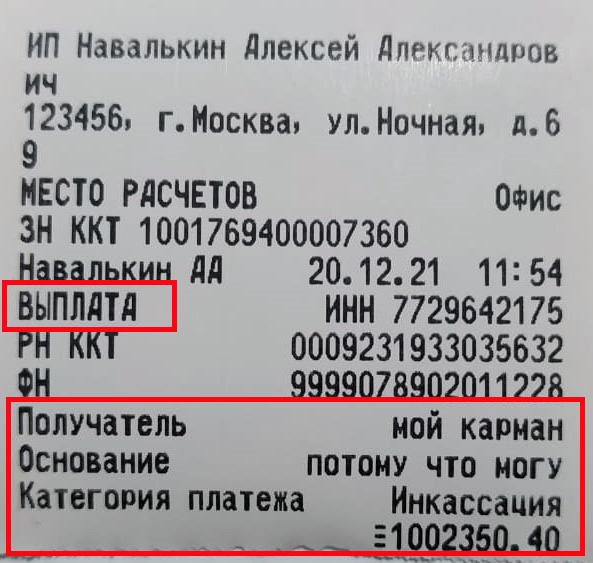 ИП Навалькин Алексей Александров
ич
123456, г.Москва, ул.Ночная, д.6
9
МЕСТО РАСЧЕТОВ Офис
ЗН ККТ 1001769400007360
Навалькин АА 20.12.21 11:54
ВЫПЛАТА ИНН 7729642175
РН ККТ 0009231933035632
ФН 9999078902011228
Получатель мой карман
Основание потому что могу
Категория платежа Инкассация
≡1002350.40